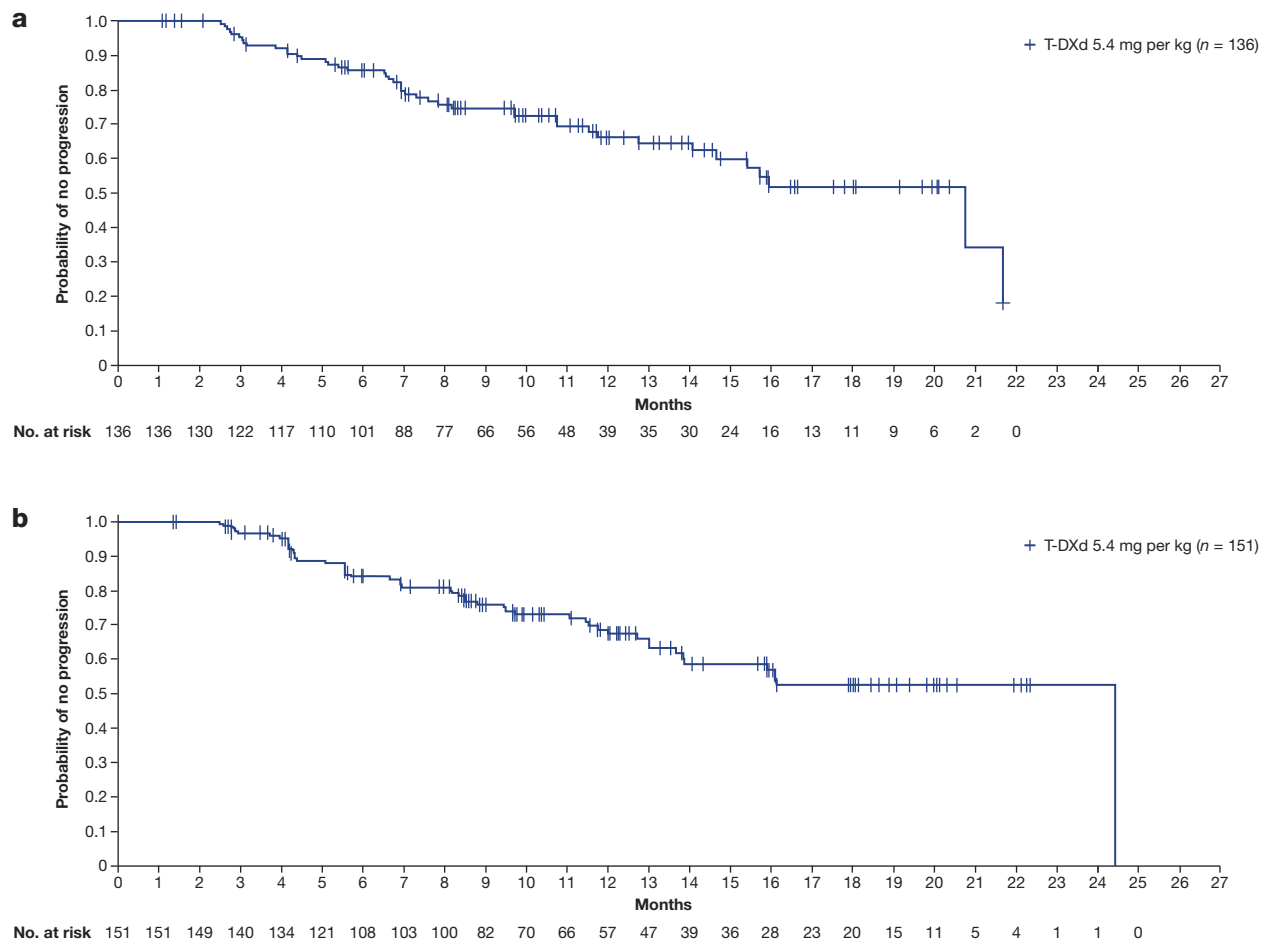 a
T-DXd 5.4 mg per kg (n = 136)
Probability of no progression
1.0
0.9
0.8
0.7
0.6
0.5
0.4
0.3
0.2
0.1
0
0 1 2 3 4 5 6 7 8 9 10 11 12 13 14 15 16 17 18 19 20 21 22 23 24 25 26 27
Months
No. at risk 136 136 130 122 117 110 101 88 77 66 56 48 39 35 30 24 16 13 11 9 6 2 0
b
T-DXd 5.4 mg per kg (n = 151)
Probability of no progression
1.0
0.9
0.8
0.7
0.6
0.5
0.4
0.3
0.2
0.1
0
0 1 2 3 4 5 6 7 8 9 10 11 12 13 14 15 16 17 18 19 20 21 22 23 24 25 26 27
Months
No. at risk 151 151 149 140 134 121 108 103 100 82 70 66 57 47 39 36 28 23 20 15 11 5 4 1 1 0